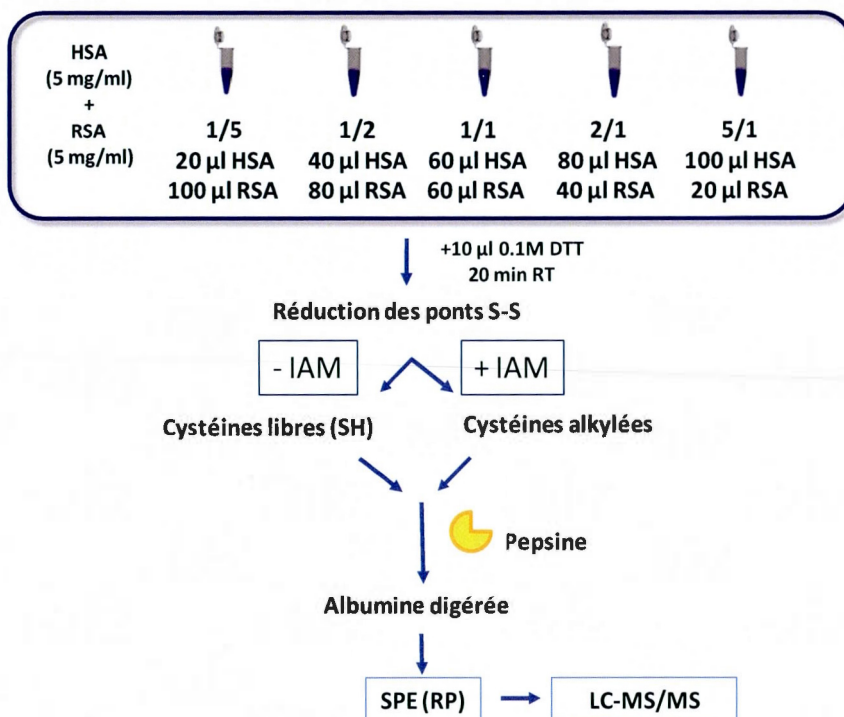 HSA
(5 mg/ml)
+
RSA
(5 mg/ml)
1/5
20 µl HSA
100 µl RSA
1/2
40 µl HSA
80 µl RSA
1/1
60 µl HSA
60 µl RSA
2/1
80 µl HSA
40 µl RSA
5/1
100 µl HSA
20 µl RSA
+10 µl 0.1M DTT
20 min RT
Réduction des ponts S-S
- IAM
+ IAM
Cystéines libres (SH)
Cystéines alkylées
Pepsine
Albumine digérée
SPE (RP)
LC-MS/MS